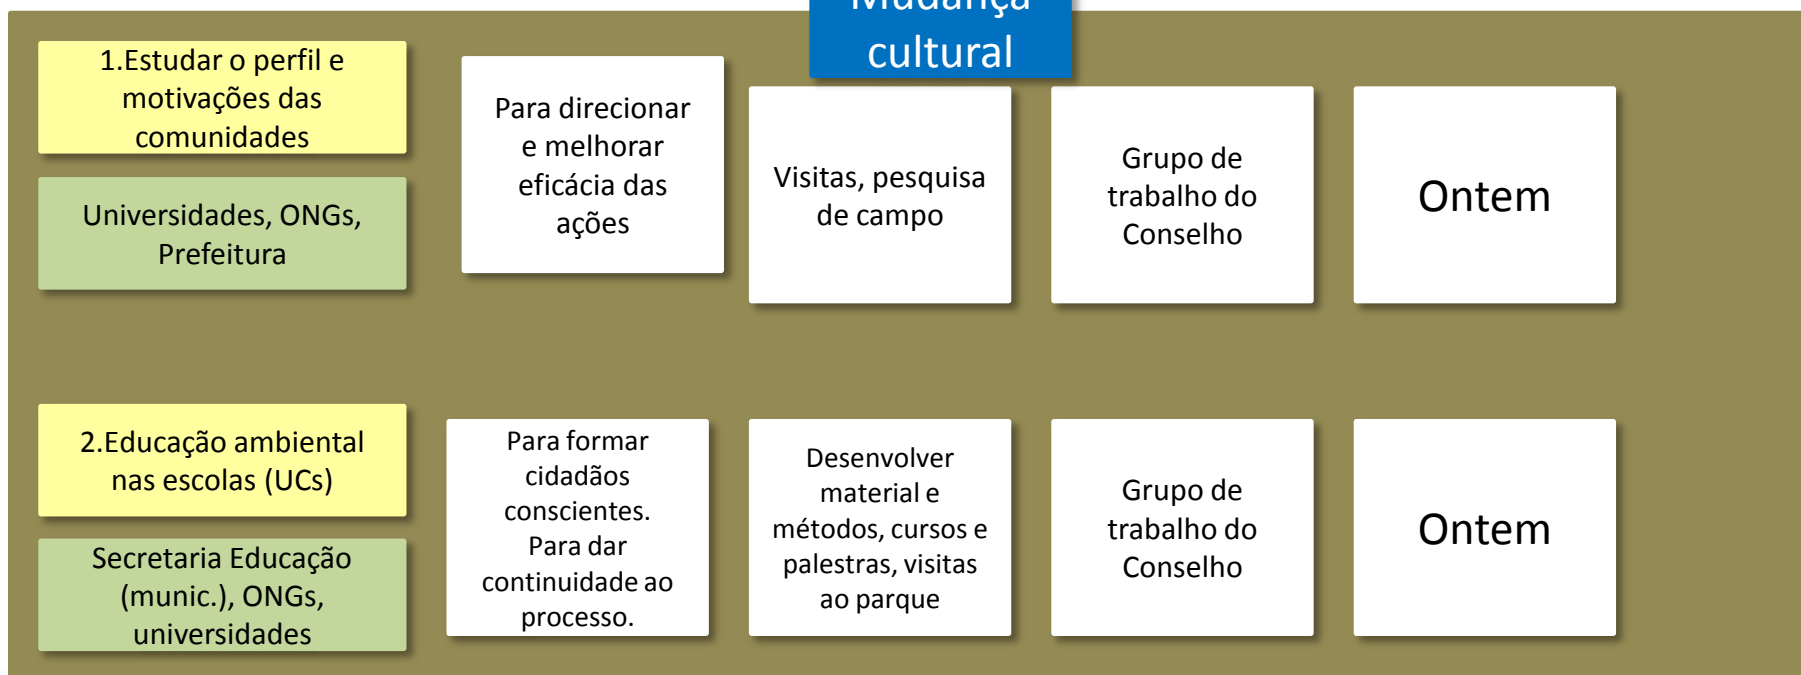 Mudança
cultural
1.Estudar o perfil e
motivações das
comunidades
Universidades, ONGs,
Prefeitura
Para direcionar
e melhorar
eficácia das
ações
Visitas, pesquisa
de campo
Grupo de
trabalho do
Conselho
Ontem
2.Educação ambiental
nas escolas (UCs)
Secretaria Educação
(munic.), ONGs,
universidades
Para formar
cidadãos
conscientes.
Para dar
continuidade ao
processo.
Desenvolver
material e
métodos, cursos e
palestras, visitas
ao parque
Grupo de
trabalho do
Conselho
Ontem